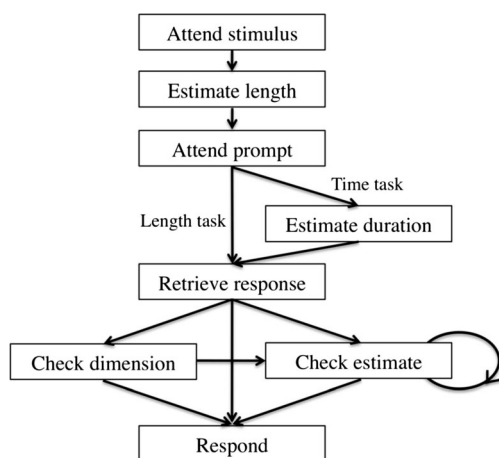 Attend stimulus
Estimate length
Attend prompt
Time task
Length task
Estimate duration
Retrieve response
Check dimension
Check estimate
Respond